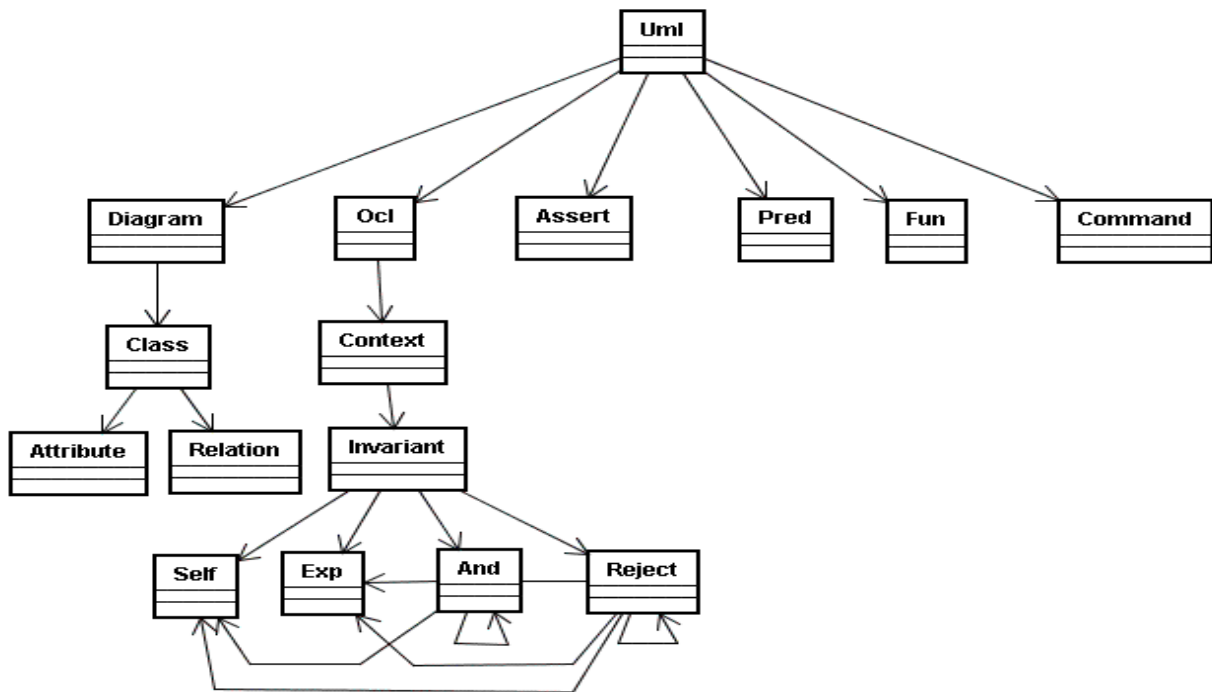 Uml
Diagram
Ocl
Assert
Pred
Fun
Command
Class
Context
Attribute
Relation
Invariant
Self
Exp
And
Reject